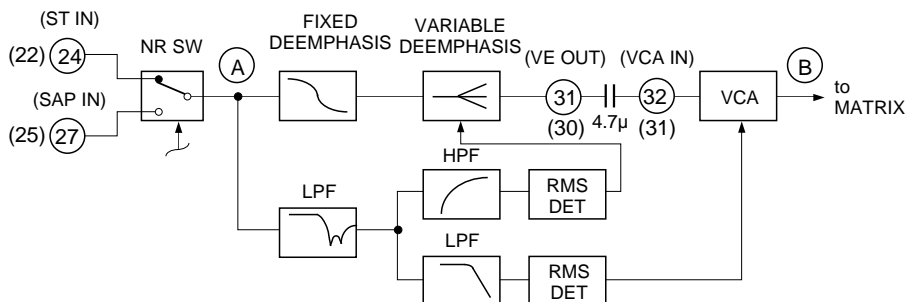 (ST IN)
(22) 24
NR SW
(SAP IN)
(25) 27
A
FIXED
DEEMPHASIS
VARIABLE
DEEMPHASIS
(VE OUT)
31
(30)
4.7μ
(VCA IN)
32
(31)
VCA
B
to
MATRIX
LPF
HPF
RMS
DET
LPF
RMS
DET